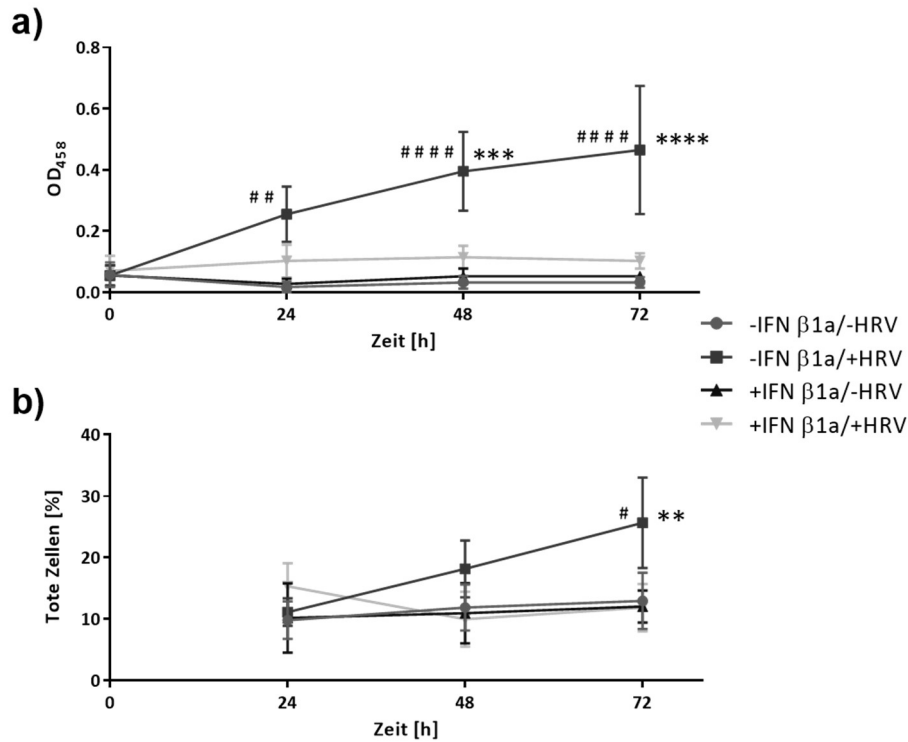 a)
0.8
0.6
0.4
0.2
0.0
OD458
##
#### ***
#### ****
0 24 48 72
Zeit [h]
-IFN β1a/-HRV
-IFN β1a/+HRV
+IFN β1a/-HRV
+IFN β1a/+HRV
b)
40
30
20
10
0
Tote Zellen [%]
# **
0 24 48 72
Zeit [h]